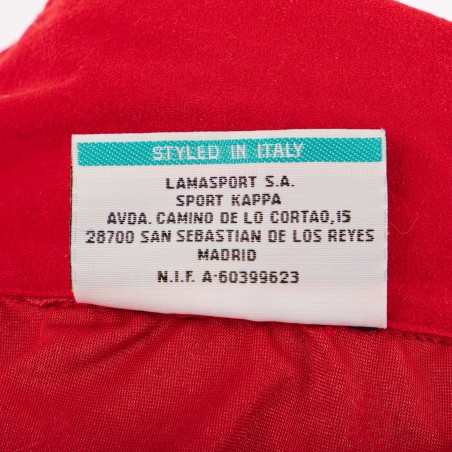 STYLED IN ITALY
LAMASPORT S.A.
SPORT KAPPA
AVDA. CAMINO DE LO CORTAO,15
28700 SAN SEBASTIAN DE LOS REYES
MADRID
N.I.F. A-60399623